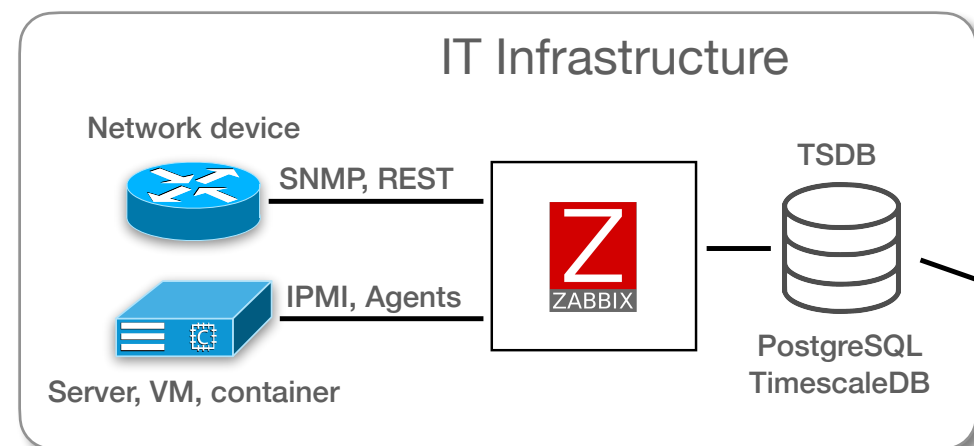 IT Infrastructure
Network device
SNMP, REST
TSDB
Z
ZABBIX
IPMI, Agents
C
PostgreSQL
TimescaleDB
Server, VM, container